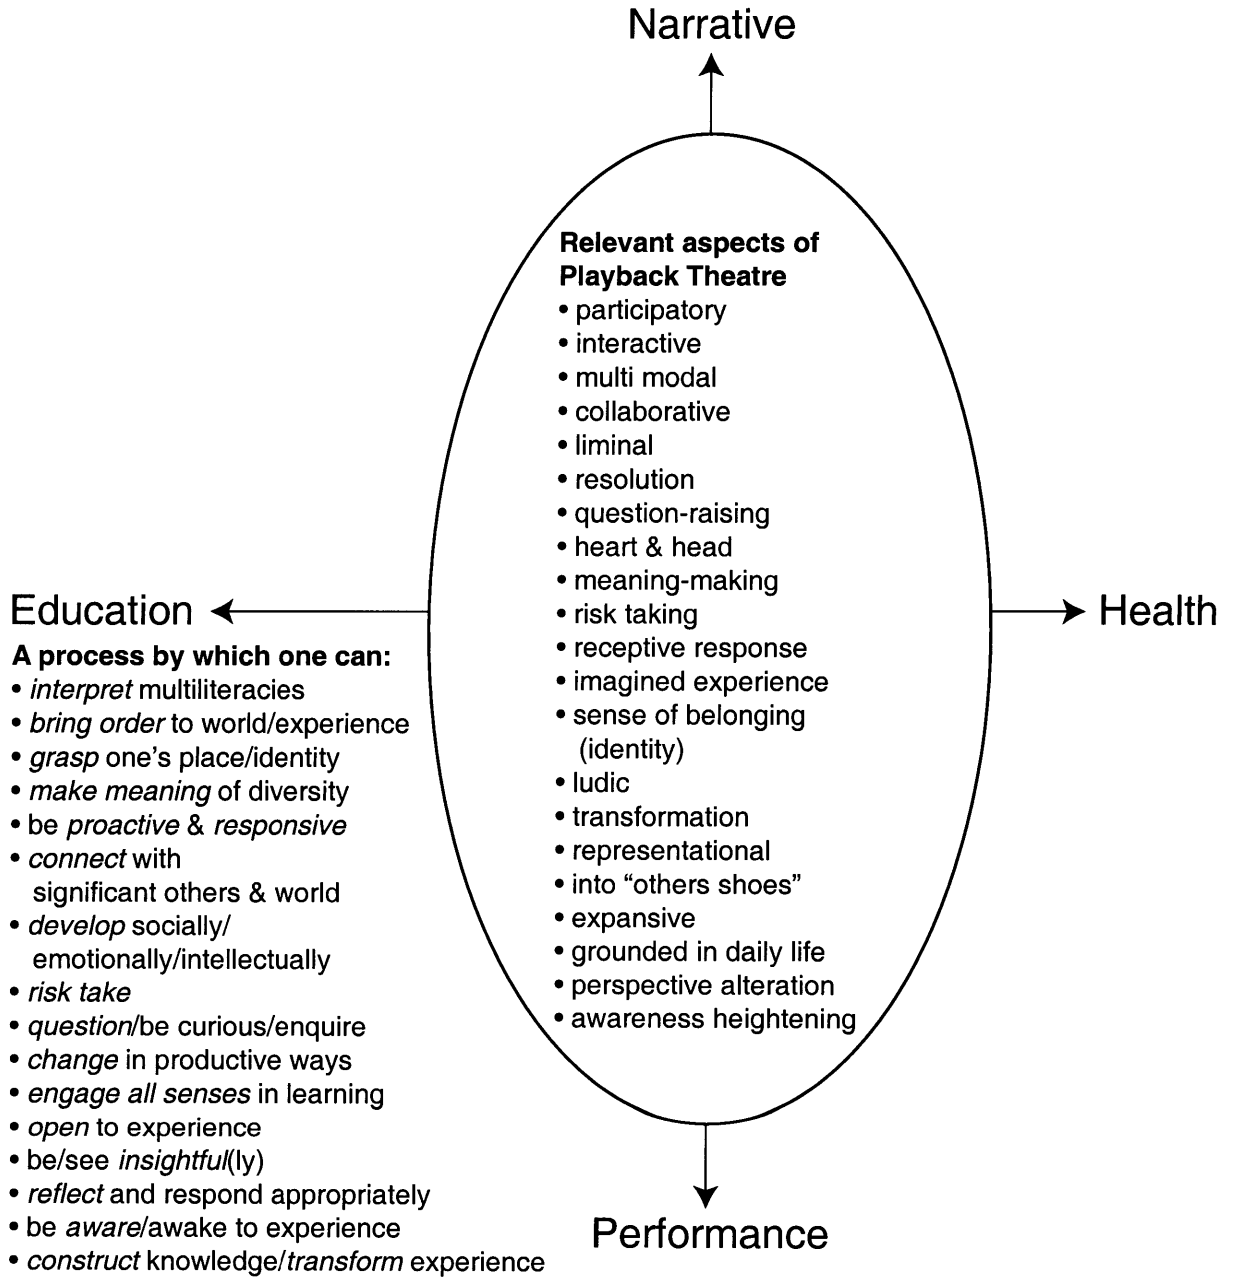 Narrative
Relevant aspects of
Playback Theatre
• participatory
• interactive
• multi modal
• collaborative
• liminal
• resolution
• question-raising
• heart & head
• meaning-making
• risk taking
• receptive response
• imagined experience
• sense of belonging
(identity)
• ludic
• transformation
• representational
• into “others shoes”
• expansive
• grounded in daily life
• perspective alteration
• awareness heightening
Education
A process by which one can:
• interpret multiliteracies
• bring order to world/experience
• grasp one’s place/identity
• make meaning of diversity
• be proactive & responsive
• connect with
significant others & world
• develop socially/
emotionally/intellectually
• risk take
• question/be curious/enquire
• change in productive ways
• engage all senses in learning
• open to experience
• be/see insightful(ly)
• reflect and respond appropriately
• be aware/awake to experience
• construct knowledge/transform experience
Health
Performance